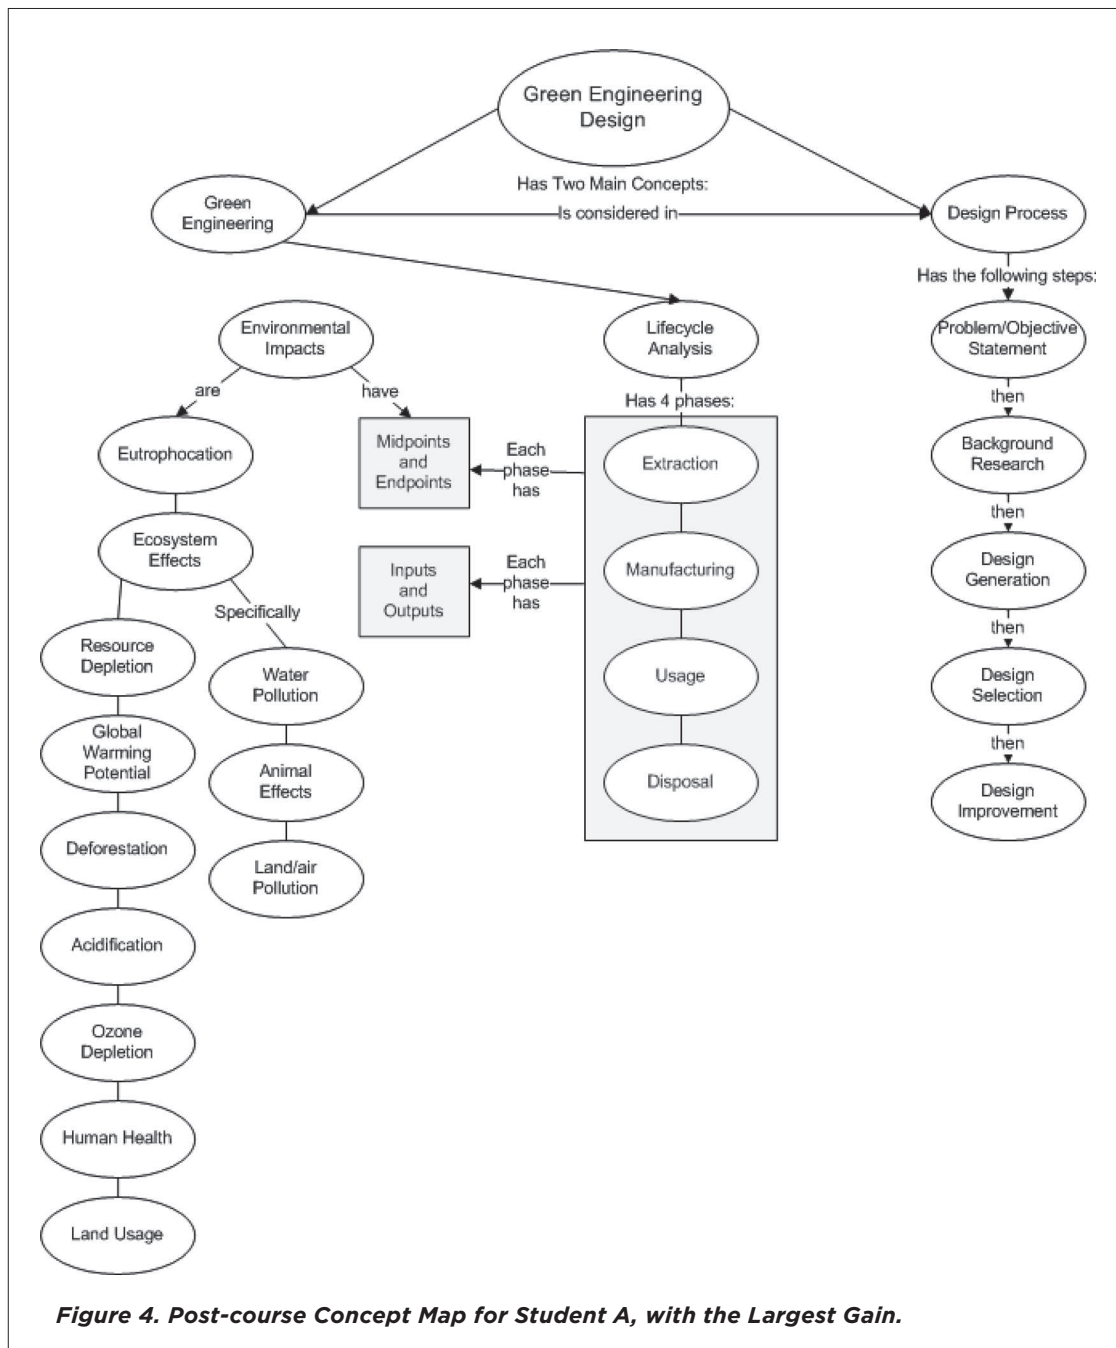 Green Engineering
Design
Has Two Main Concepts:
Green
Engineering
Is considered in
Design Process
Has the following steps:
Environmental
Impacts
are
have
Lifecycle
Analysis
Has 4 phases:
Problem/Objective
Statement
then
Eutrophocation
Midpoints
and
Endpoints
Each
phase
has
Extraction
Background
Research
then
Ecosystem
Effects
Inputs
and
Outputs
Each
phase
has
Manufacturing
Design
Generation
then
Specifically
Resource
Depletion
Water
Pollution
Usage
Design
Selection
then
Global
Warming
Potential
Animal
Effects
Disposal
Design
Improvement
Deforestation
Land/air
Pollution
Acidification
Ozone
Depletion
Human Health
Land Usage
Figure 4. Post-course Concept Map for Student A, with the Largest Gain.